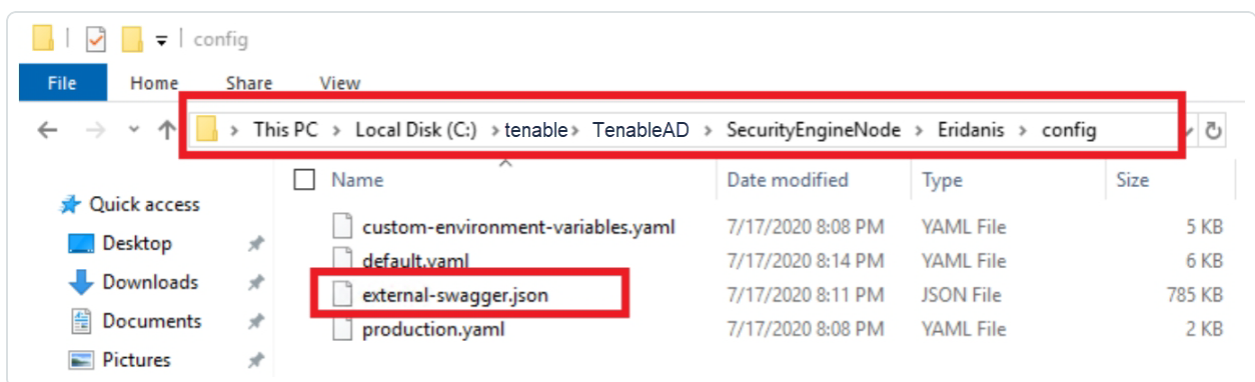 config
File Home Share View
This PC > Local Disk (C:) > tenable > TenableAD > SecurityEngineNode > Eridanis > config
Name Date modified Type Size
Quick access
Desktop
Downloads
Documents
Pictures
custom-environment-variables.yaml 7/17/2020 8:08 PM YAML File 5 KB
default.yaml 7/17/2020 8:14 PM YAML File 6 KB
external-swagger.json 7/17/2020 8:11 PM JSON File 785 KB
production.yaml 7/17/2020 8:08 PM YAML File 2 KB